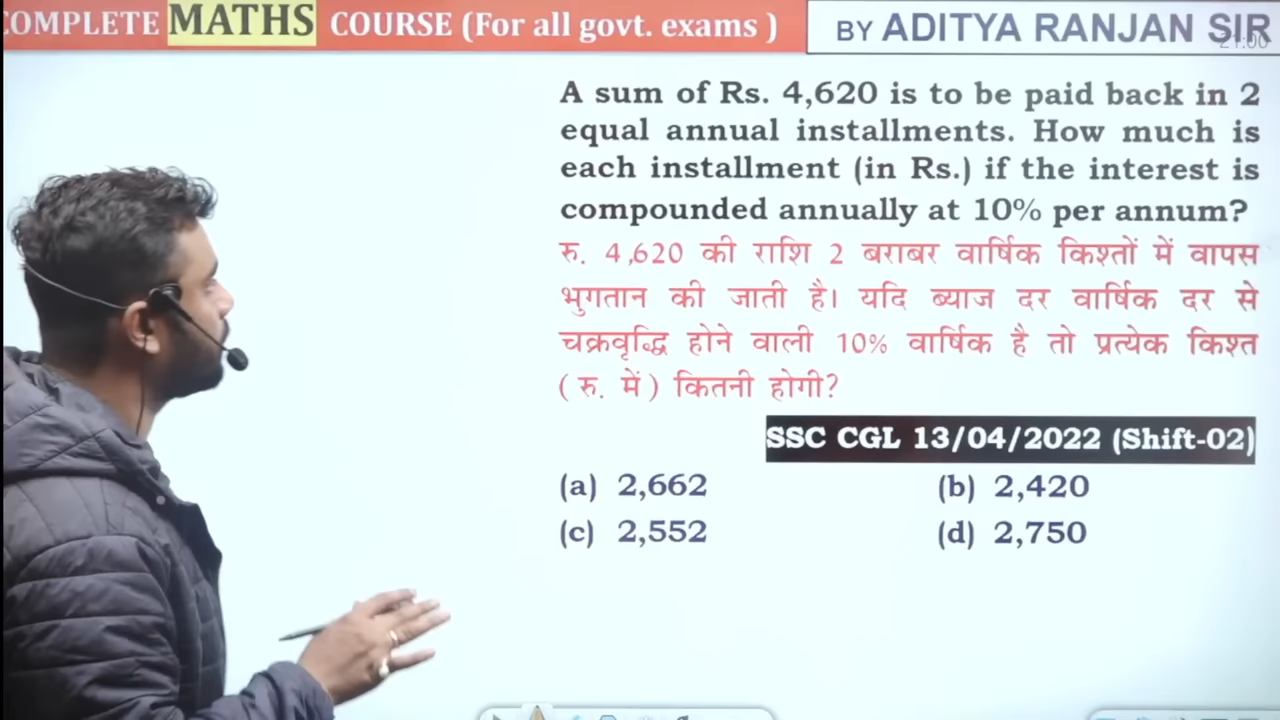 COMPLETE MATHS COURSE (For all govt. exams )
BY ADITYA RANJAN SIR
21:00
A sum of Rs. 4,620 is to be paid back in 2
equal annual installments. How much is
each installment (in Rs.) if the interest is
compounded annually at 10% per annum?
रु. 4,620 की राशि 2 बराबर वार्षिक किश्तों में वापस
भुगतान की जाती है। यदि ब्याज दर वार्षिक दर से
चक्रवृद्धि होने वाली 10% वार्षिक है तो प्रत्येक किश्त
( रु. में ) कितनी होगी?
SSC CGL 13/04/2022 (Shift-02)
(a) 2,662 (b) 2,420
(c) 2,552 (d) 2,750